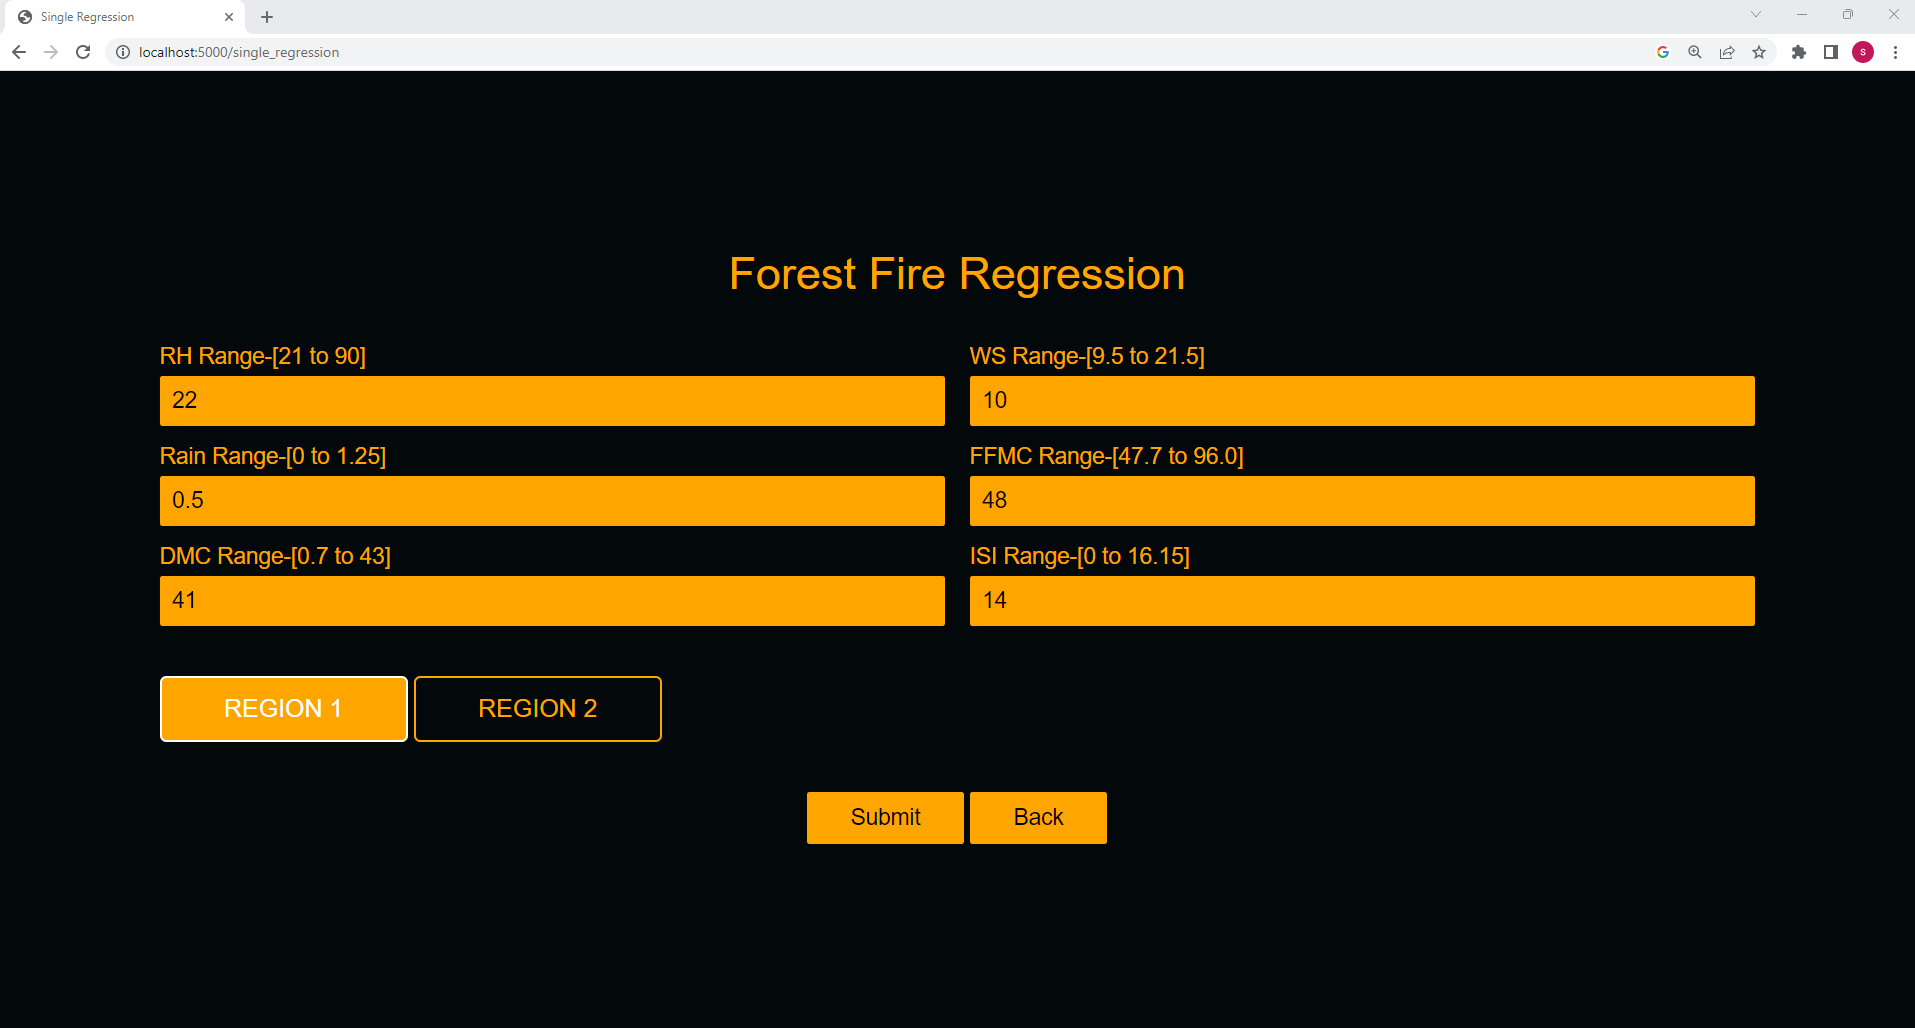 Single Regression
localhost:5000/single_regression
s
Forest Fire Regression
RH Range-[21 to 90]
WS Range-[9.5 to 21.5]
22
10
Rain Range-[0 to 1.25]
FFMC Range-[47.7 to 96.0]
0.5
48
DMC Range-[0.7 to 43]
ISI Range-[0 to 16.15]
41
14
REGION 1
REGION 2
Submit
Back